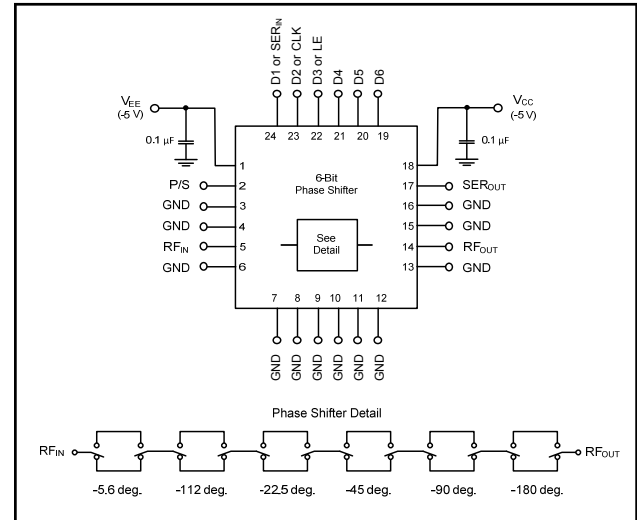 D1 or SERIN
D2 or CLK
D3 or LE
D4
D5
D6
VEE
(-5 V)
VCC
(-5 V)
0.1 µF
0.1 µF
24 23 22 21 20 19
1
P/S 2
GND 3
GND 4
RFIN 5
GND 6
6-Bit
Phase Shifter
See
Detail
18
17 SEROUT
16 GND
15 GND
14 RFOUT
13 GND
7 8 9 10 11 12
GND GND GND GND GND GND
Phase Shifter Detail
RFIN RFOUT
-5.6 deg. -112 deg. -22.5 deg. -45 deg. -90 deg. -180 deg.